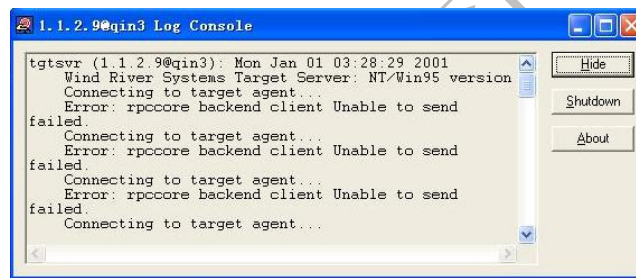 1.1.2.9@qin3 Log Console
tgtsvr (1.1.2.9@qin3): Mon Jan 01 03:28:29 2001
Wind River Systems Target Server: NT/Win95 version
Connecting to target agent...
Error: rpccore backend client Unable to send
failed.
Connecting to target agent...
Error: rpccore backend client Unable to send
failed.
Connecting to target agent...
Error: rpccore backend client Unable to send
failed.
Connecting to target agent...
Hide
Shutdown
About